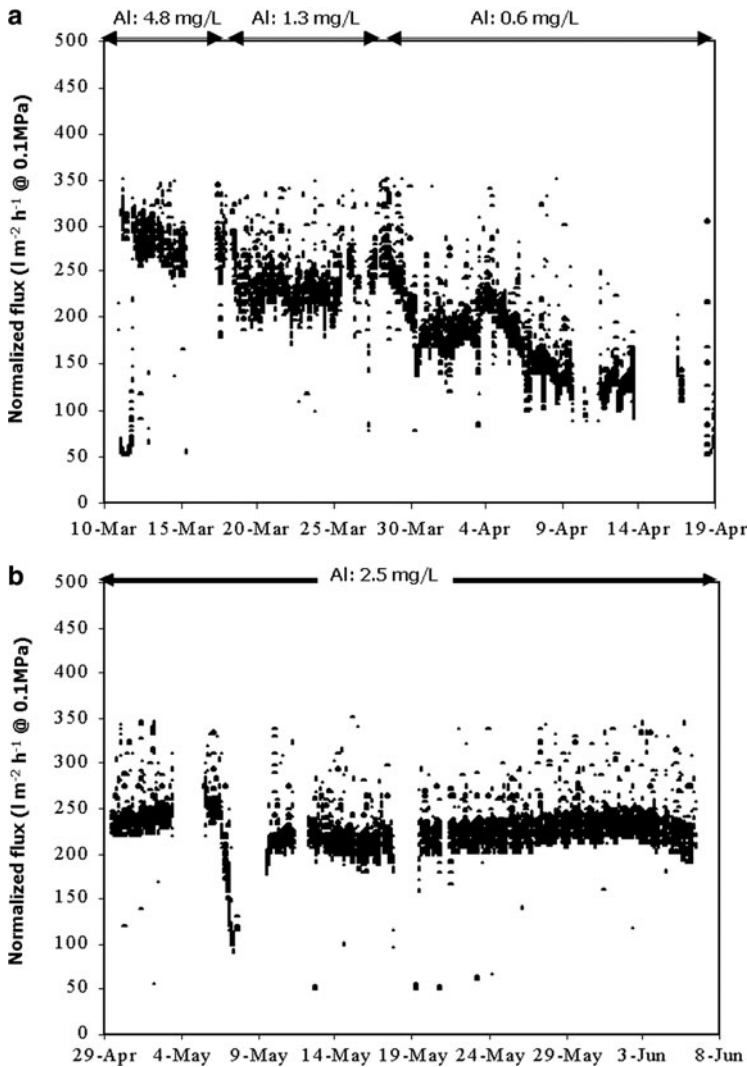 a
Al: 4.8 mg/L Al: 1.3 mg/L Al: 0.6 mg/L
Normalized flux (l m⁻² h⁻¹ @ 0.1MPa)
500
450
400
350
300
250
200
150
100
50
0
10-Mar 15-Mar 20-Mar 25-Mar 30-Mar 4-Apr 9-Apr 14-Apr 19-Apr
b
Al: 2.5 mg/L
Normalized flux (l m⁻² h⁻¹ @ 0.1MPa)
500
450
400
350
300
250
200
150
100
50
0
29-Apr 4-May 9-May 14-May 19-May 24-May 29-May 3-Jun 8-Jun